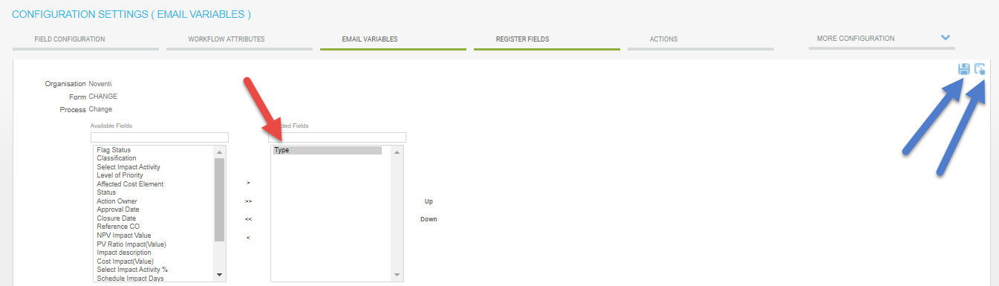 CONFIGURATION SETTINGS ( EMAIL VARIABLES )
FIELD CONFIGURATION
WORKFLOW ATTRIBUTES
EMAIL VARIABLES
REGISTER FIELDS
ACTIONS
MORE CONFIGURATION
Organisation Noventi
Form CHANGE
Process Change
Available Fields
cted Fields
Flag Status
Classification
Select Impact Activity
Level of Priority
Affected Cost Element
Status
Action Owner
Approval Date
Closure Date
Reference CO
NPV Impact Value
PV Ratio Impact(Value)
Impact description
Cost Impact(Value)
Select Impact Activity %
Schedule Impact Days
>
>>
<<
<
Type
Up
Down